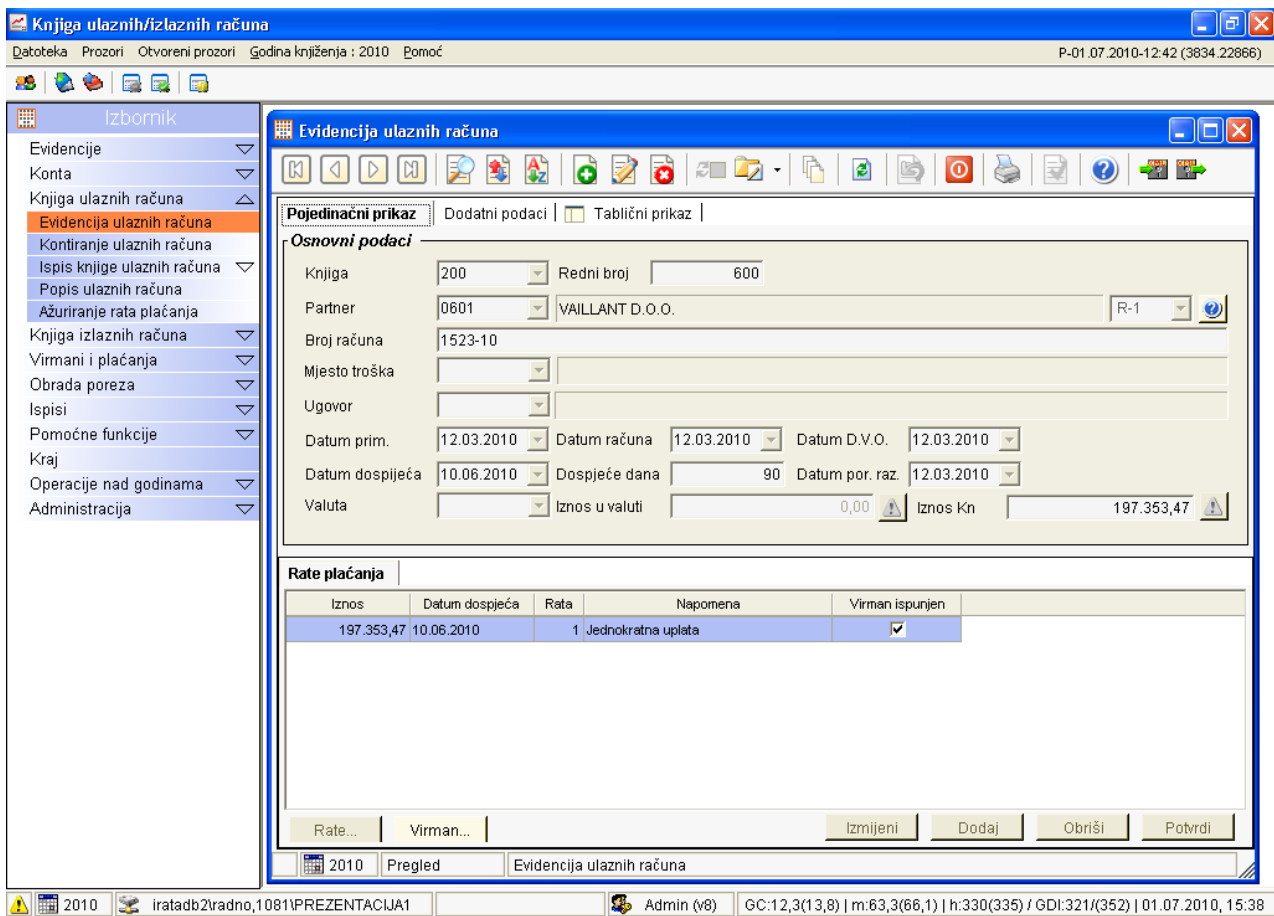 Knjiga ulaznih/izlaznih računa
Datoteka Prozori Otvoreni prozori Godina knjiženja : 2010 Pomoć P-01.07.2010-12:42 (3834.22866)
Izbornik
Evidencije
Konta
Knjiga ulaznih računa
Evidencija ulaznih računa
Kontiranje ulaznih računa
Ispis knjige ulaznih računa
Popis ulaznih računa
Ažuriranje rata plaćanja
Knjiga izlaznih računa
Virmani i plaćanja
Obrada poreza
Ispisi
Pomoćne funkcije
Kraj
Operacije nad godinama
Administracija
Evidencija ulaznih računa
Pojedinačni prikaz Dodatni podaci Tablični prikaz
Osnovni podaci
Knjiga 200 Redni broj 600
Partner 0601 VAILLANT D.O.O. R-1
Broj računa 1523-10
Mjesto troška
Ugovor
Datum prim. 12.03.2010 Datum računa 12.03.2010 Datum D.V.O. 12.03.2010
Datum dospijeća 10.06.2010 Dospjeće dana 90 Datum por. raz. 12.03.2010
Valuta Iznos u valuti 0,00 Iznos Kn 197.353,47
Rate plaćanja
Iznos Datum dospjeća Rata Napomena Virman ispunjen
197.353,47 10.06.2010 1 Jednokratna uplata
Rate... Virman... Izmijeni Dodaj Obriši Potvrdi
2010 Pregled Evidencija ulaznih računa
2010 iratadb2\radno,1081\PREZENTACIJA1 Admin (v8) GC:12,3(13,8) | m:63,3(66,1) | h:330(335) / GDI:321/(352) | 01.07.2010, 15:38